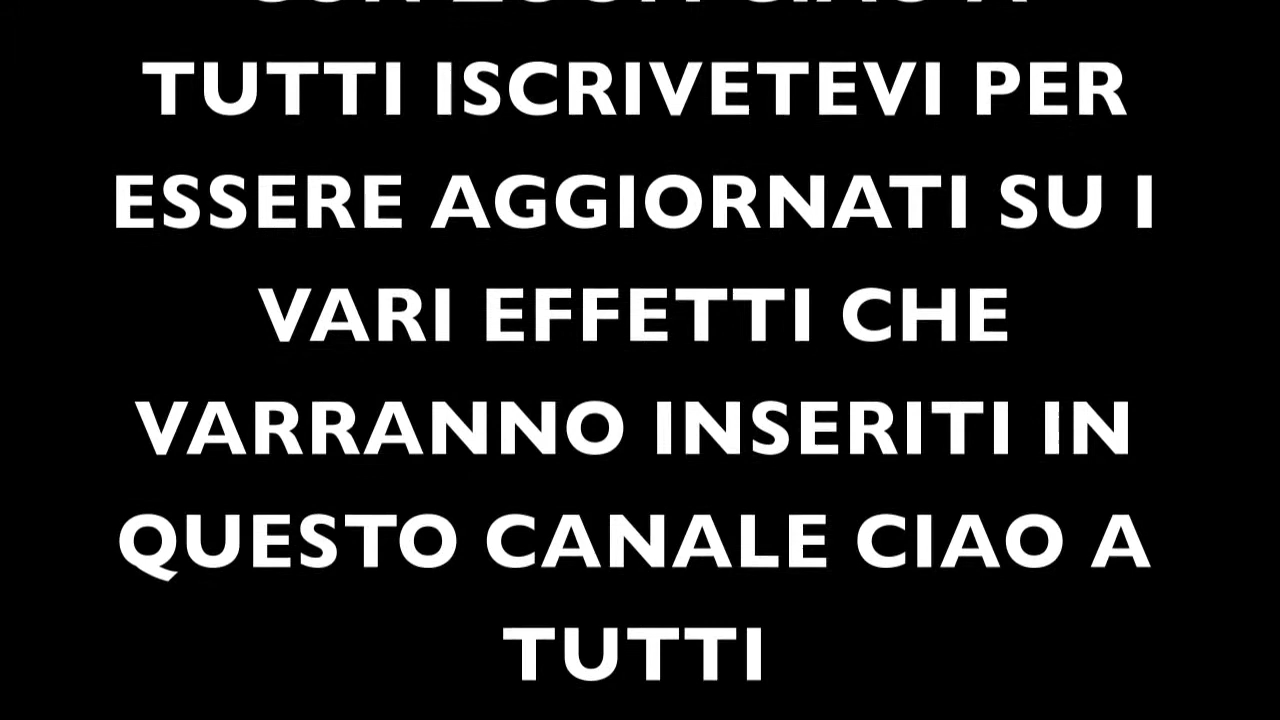 TUTTI ISCRIVETEVI PER
ESSERE AGGIORNATI SU I
VARI EFFETTI CHE
VARRANNO INSERITI IN
QUESTO CANALE CIAO A
TUTTI